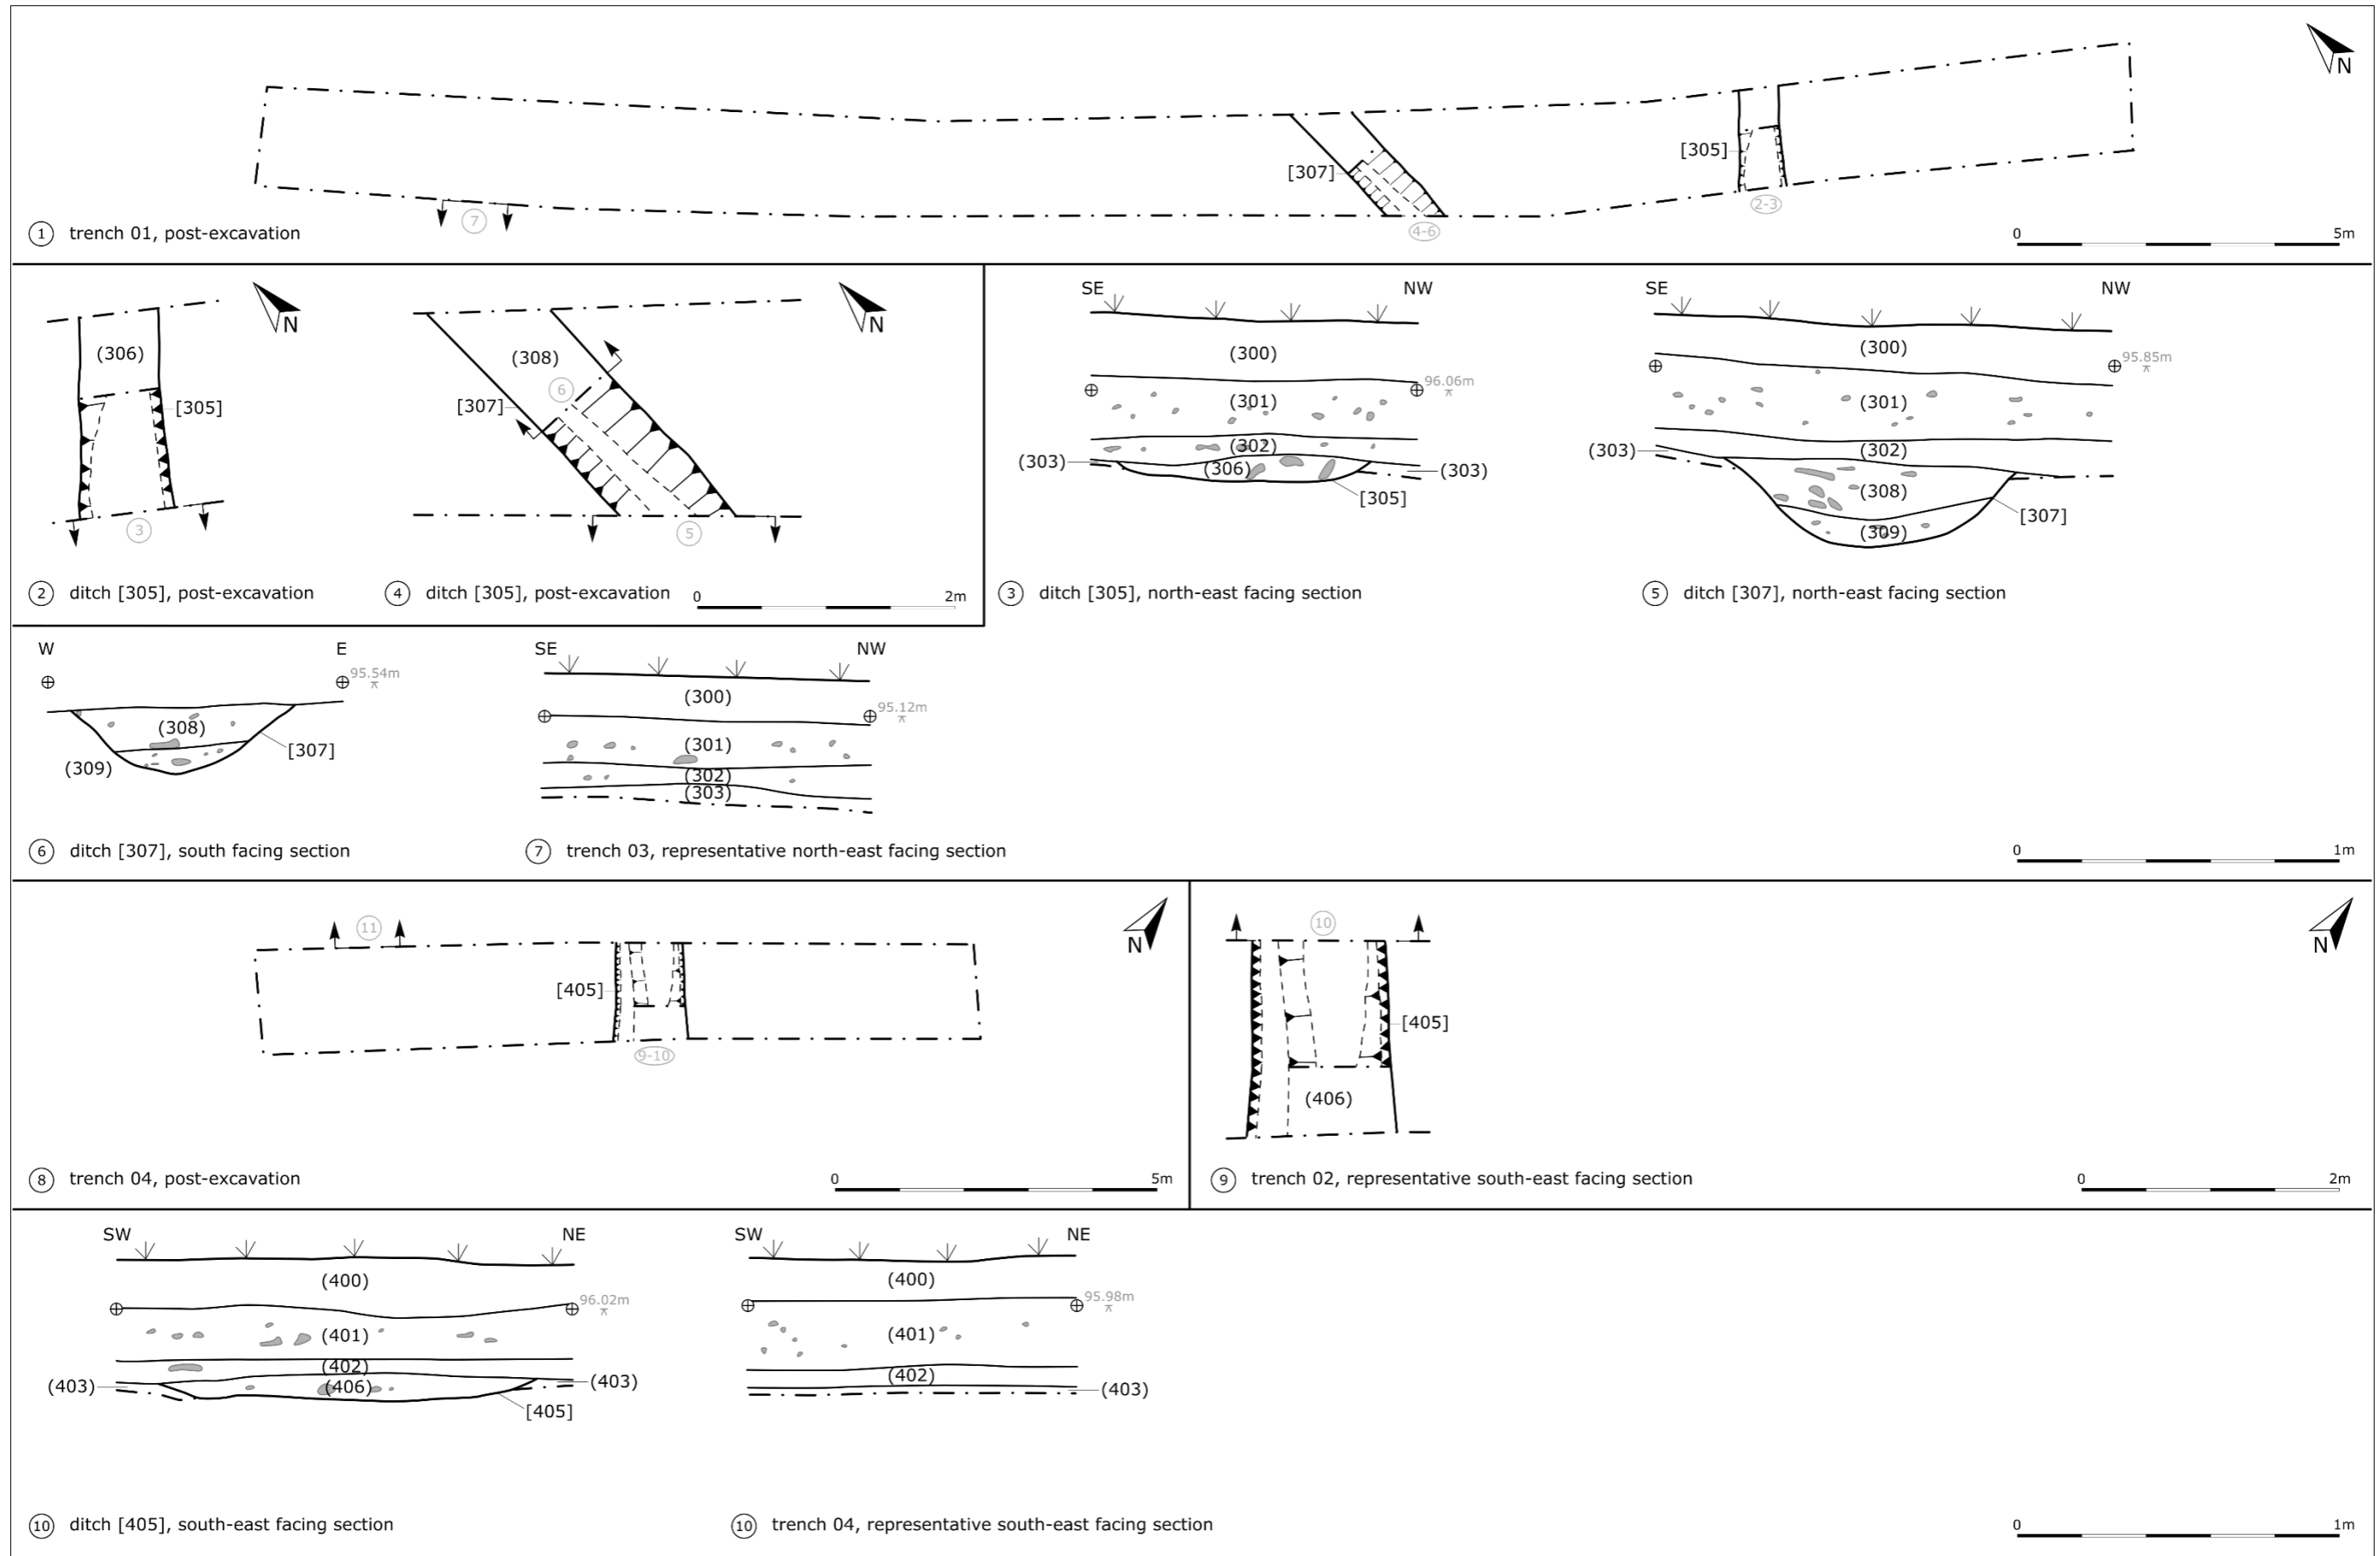 N
[305]
[307]
7
4-6
2-3
1 trench 01, post-excavation
0 5m
N
N
(306)
[305]
3
(308)
6
[307]
5
2 ditch [305], post-excavation
4 ditch [305], post-excavation
0 2m
SE NW
(300)
96.06m
(301)
(302)
(303) (306) (303)
[305]
3 ditch [305], north-east facing section
SE NW
(300)
95.85m
(301)
(303) (302)
(308)
[307]
(309)
5 ditch [307], north-east facing section
W E
95.54m
(308)
[307]
(309)
6 ditch [307], south facing section
SE NW
(300)
95.12m
(301)
(302)
(303)
7 trench 03, representative north-east facing section
0 1m
11
N
[405]
9-10
8 trench 04, post-excavation
0 5m
10
N
[405]
(406)
9 trench 02, representative south-east facing section
0 2m
SW NE
(400)
96.02m
(401)
(402)
(403) (406) (403)
[405]
10 ditch [405], south-east facing section
SW NE
(400)
95.98m
(401)
(402)
(403)
10 trench 04, representative south-east facing section
0 1m